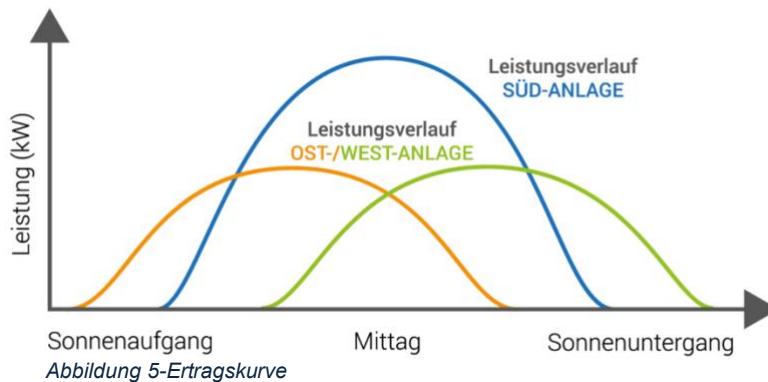 Leistungsverlauf
SÜD-ANLAGE
Leistungsverlauf
OST-/WEST-ANLAGE
Leistung (kW)
Sonnenaufgang
Mittag
Sonnenuntergang
Abbildung 5-Ertragskurve